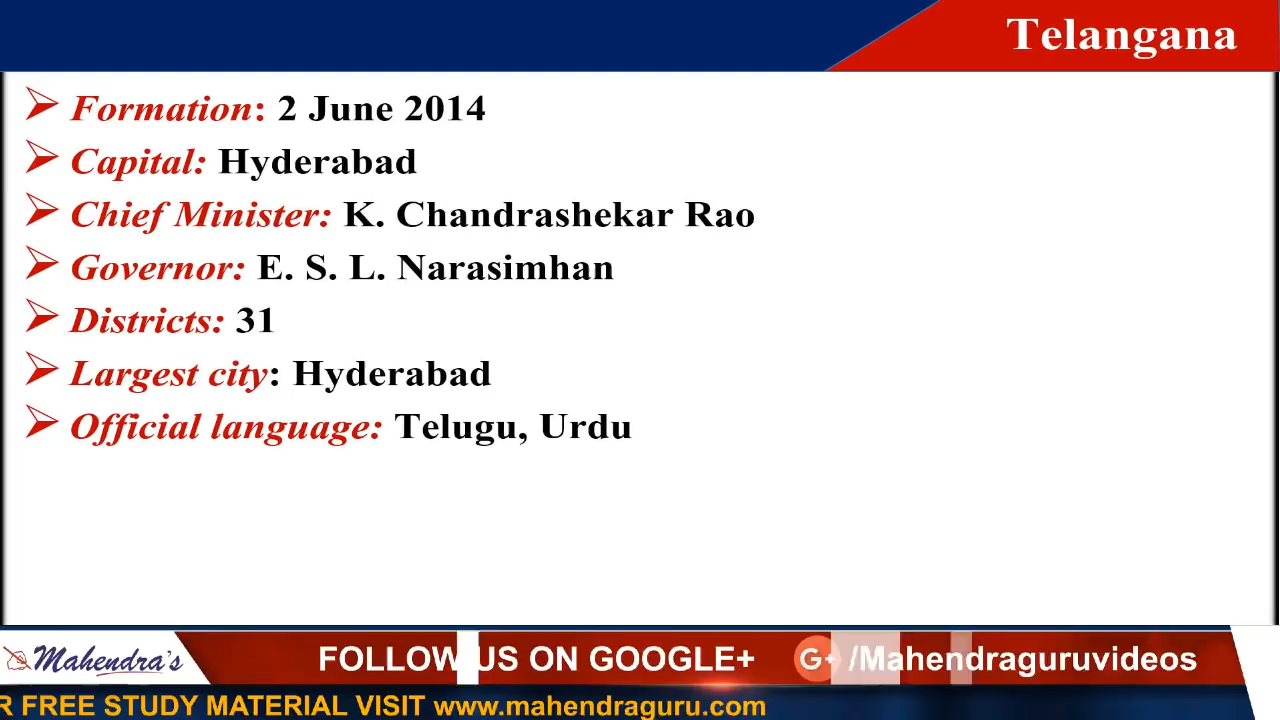 Telangana
Formation: 2 June 2014
Capital: Hyderabad
Chief Minister: K. Chandrashekar Rao
Governor: E. S. L. Narasimhan
Districts: 31
Largest city: Hyderabad
Official language: Telugu, Urdu
Mahendra's
FOLLOW US ON GOOGLE+ G+ /Mahendraguruvideos
R FREE STUDY MATERIAL VISIT www.mahendraguru.com